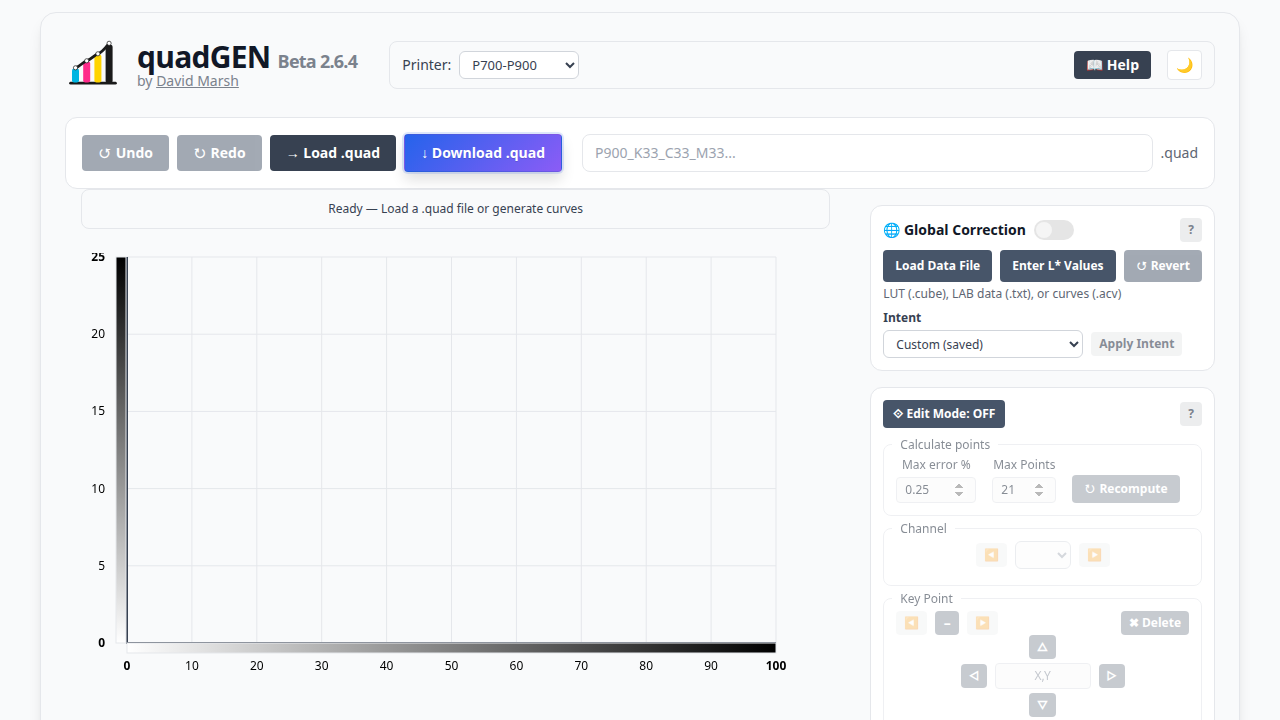 quadGEN Beta 2.6.4
by David Marsh
Printer: P700-P900
📖 Help
🌙
↺ Undo
↻ Redo
→ Load .quad
↓ Download .quad
P900_K33_C33_M33...
.quad
Ready — Load a .quad file or generate curves
25
20
15
10
5
0
0 10 20 30 40 50 60 70 80 90 100
🌐 Global Correction
?
Load Data File
Enter L* Values
↺ Revert
LUT (.cube), LAB data (.txt), or curves (.acv)
Intent
Custom (saved)
Apply Intent
⟐ Edit Mode: OFF
?
Calculate points
Max error % Max Points
0.25 21 ↻ Recompute
Channel
◀ ▶
Key Point
◀ – ▶ ✖ Delete
△
◁ X,Y ▷
▽